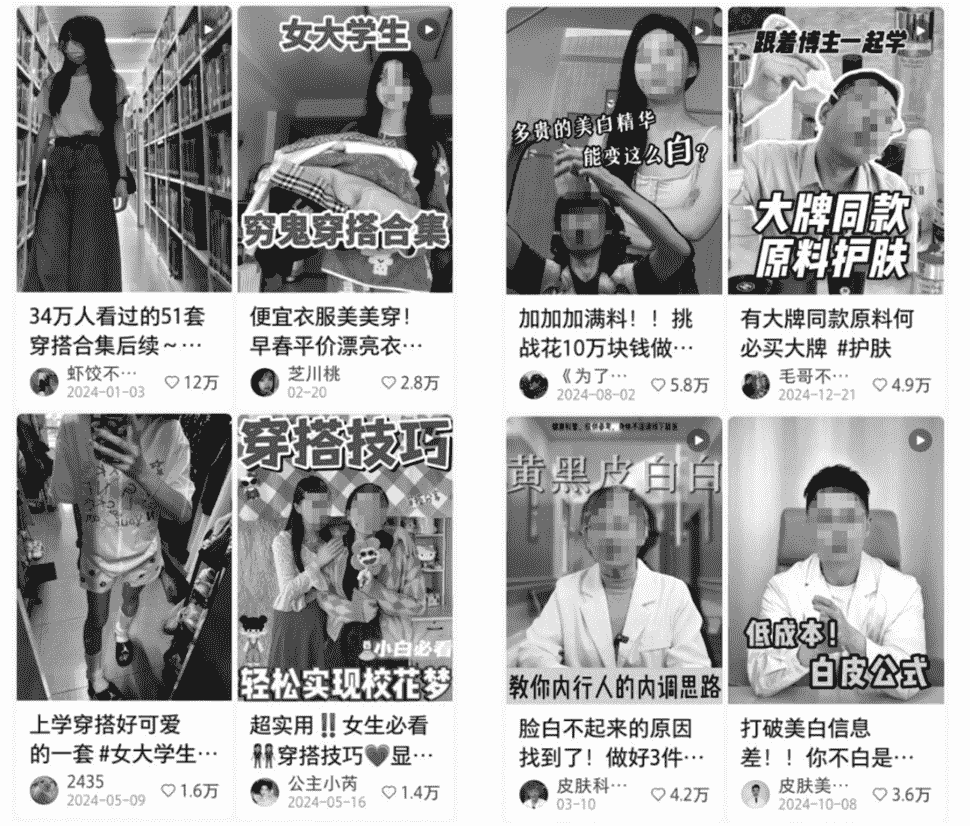 女大学生
穷鬼穿搭合集
多贵的美白精华
能变这么白?
跟着博主一起学
大牌同款
原料护肤
34万人看过的51套
穿搭合集后续～…
虾饺不…
2024-01-03
12万
便宜衣服美美穿!
早春平价漂亮衣…
芝川桃
02-20
2.8万
加加加满料!!挑
战花10万块钱做…
《为了…
2024-08-02
5.8万
有大牌同款原料何
必买大牌 #护肤
毛哥不…
2024-12-21
4.9万
穿搭技巧
小白必看
轻松实现校花梦
黄黑皮白白
教你内行人的内调思路
低成本!
白皮公式
上学穿搭好可爱
的一套 #女大学生…
2435
2024-05-09
1.6万
超实用‼️女生必看
👭穿搭技巧❤显…
公主小芮
2024-05-16
1.4万
脸白不起来的原因
找到了! 做好3件…
皮肤科…
03-10
4.2万
打破美白信息
差!! 你不白是…
皮肤美…
2024-10-08
3.6万